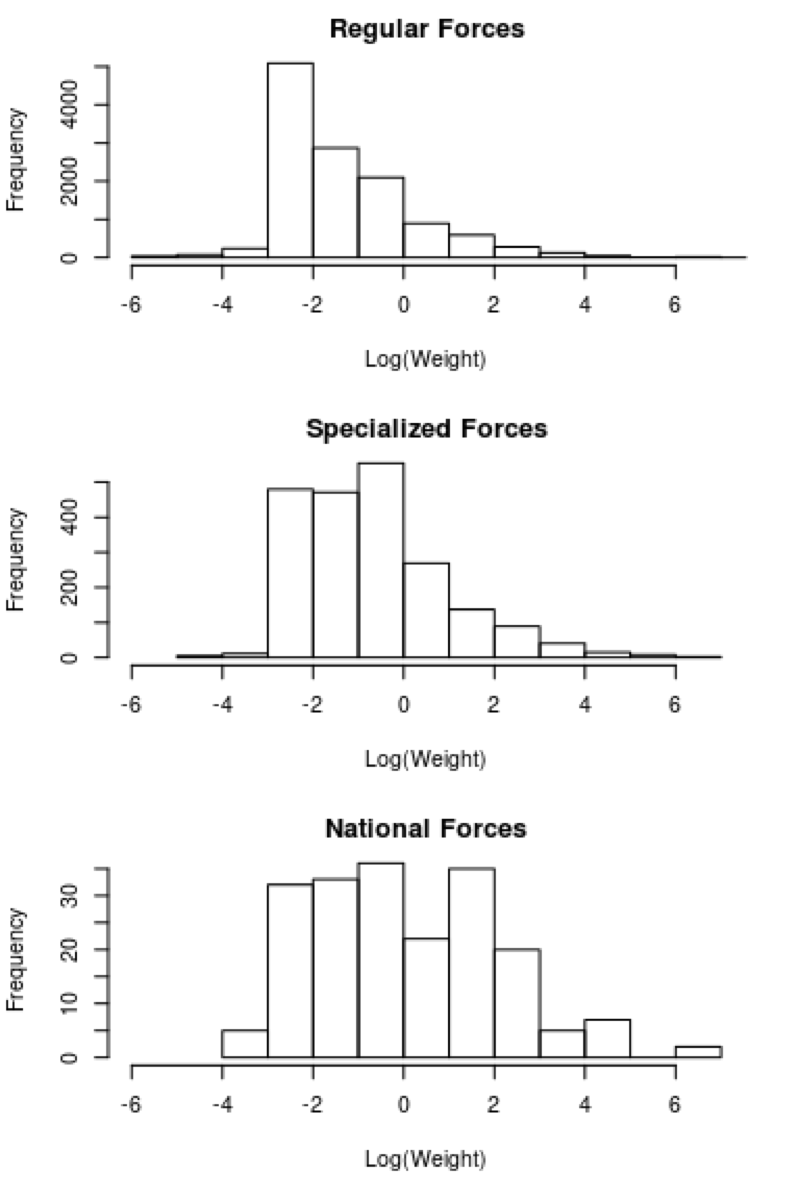 Regular Forces
Frequency
4000
2000
0
-6 -4 -2 0 2 4 6
Log(Weight)
Specialized Forces
Frequency
400
200
0
-6 -4 -2 0 2 4 6
Log(Weight)
National Forces
Frequency
30
20
10
0
-6 -4 -2 0 2 4 6
Log(Weight)